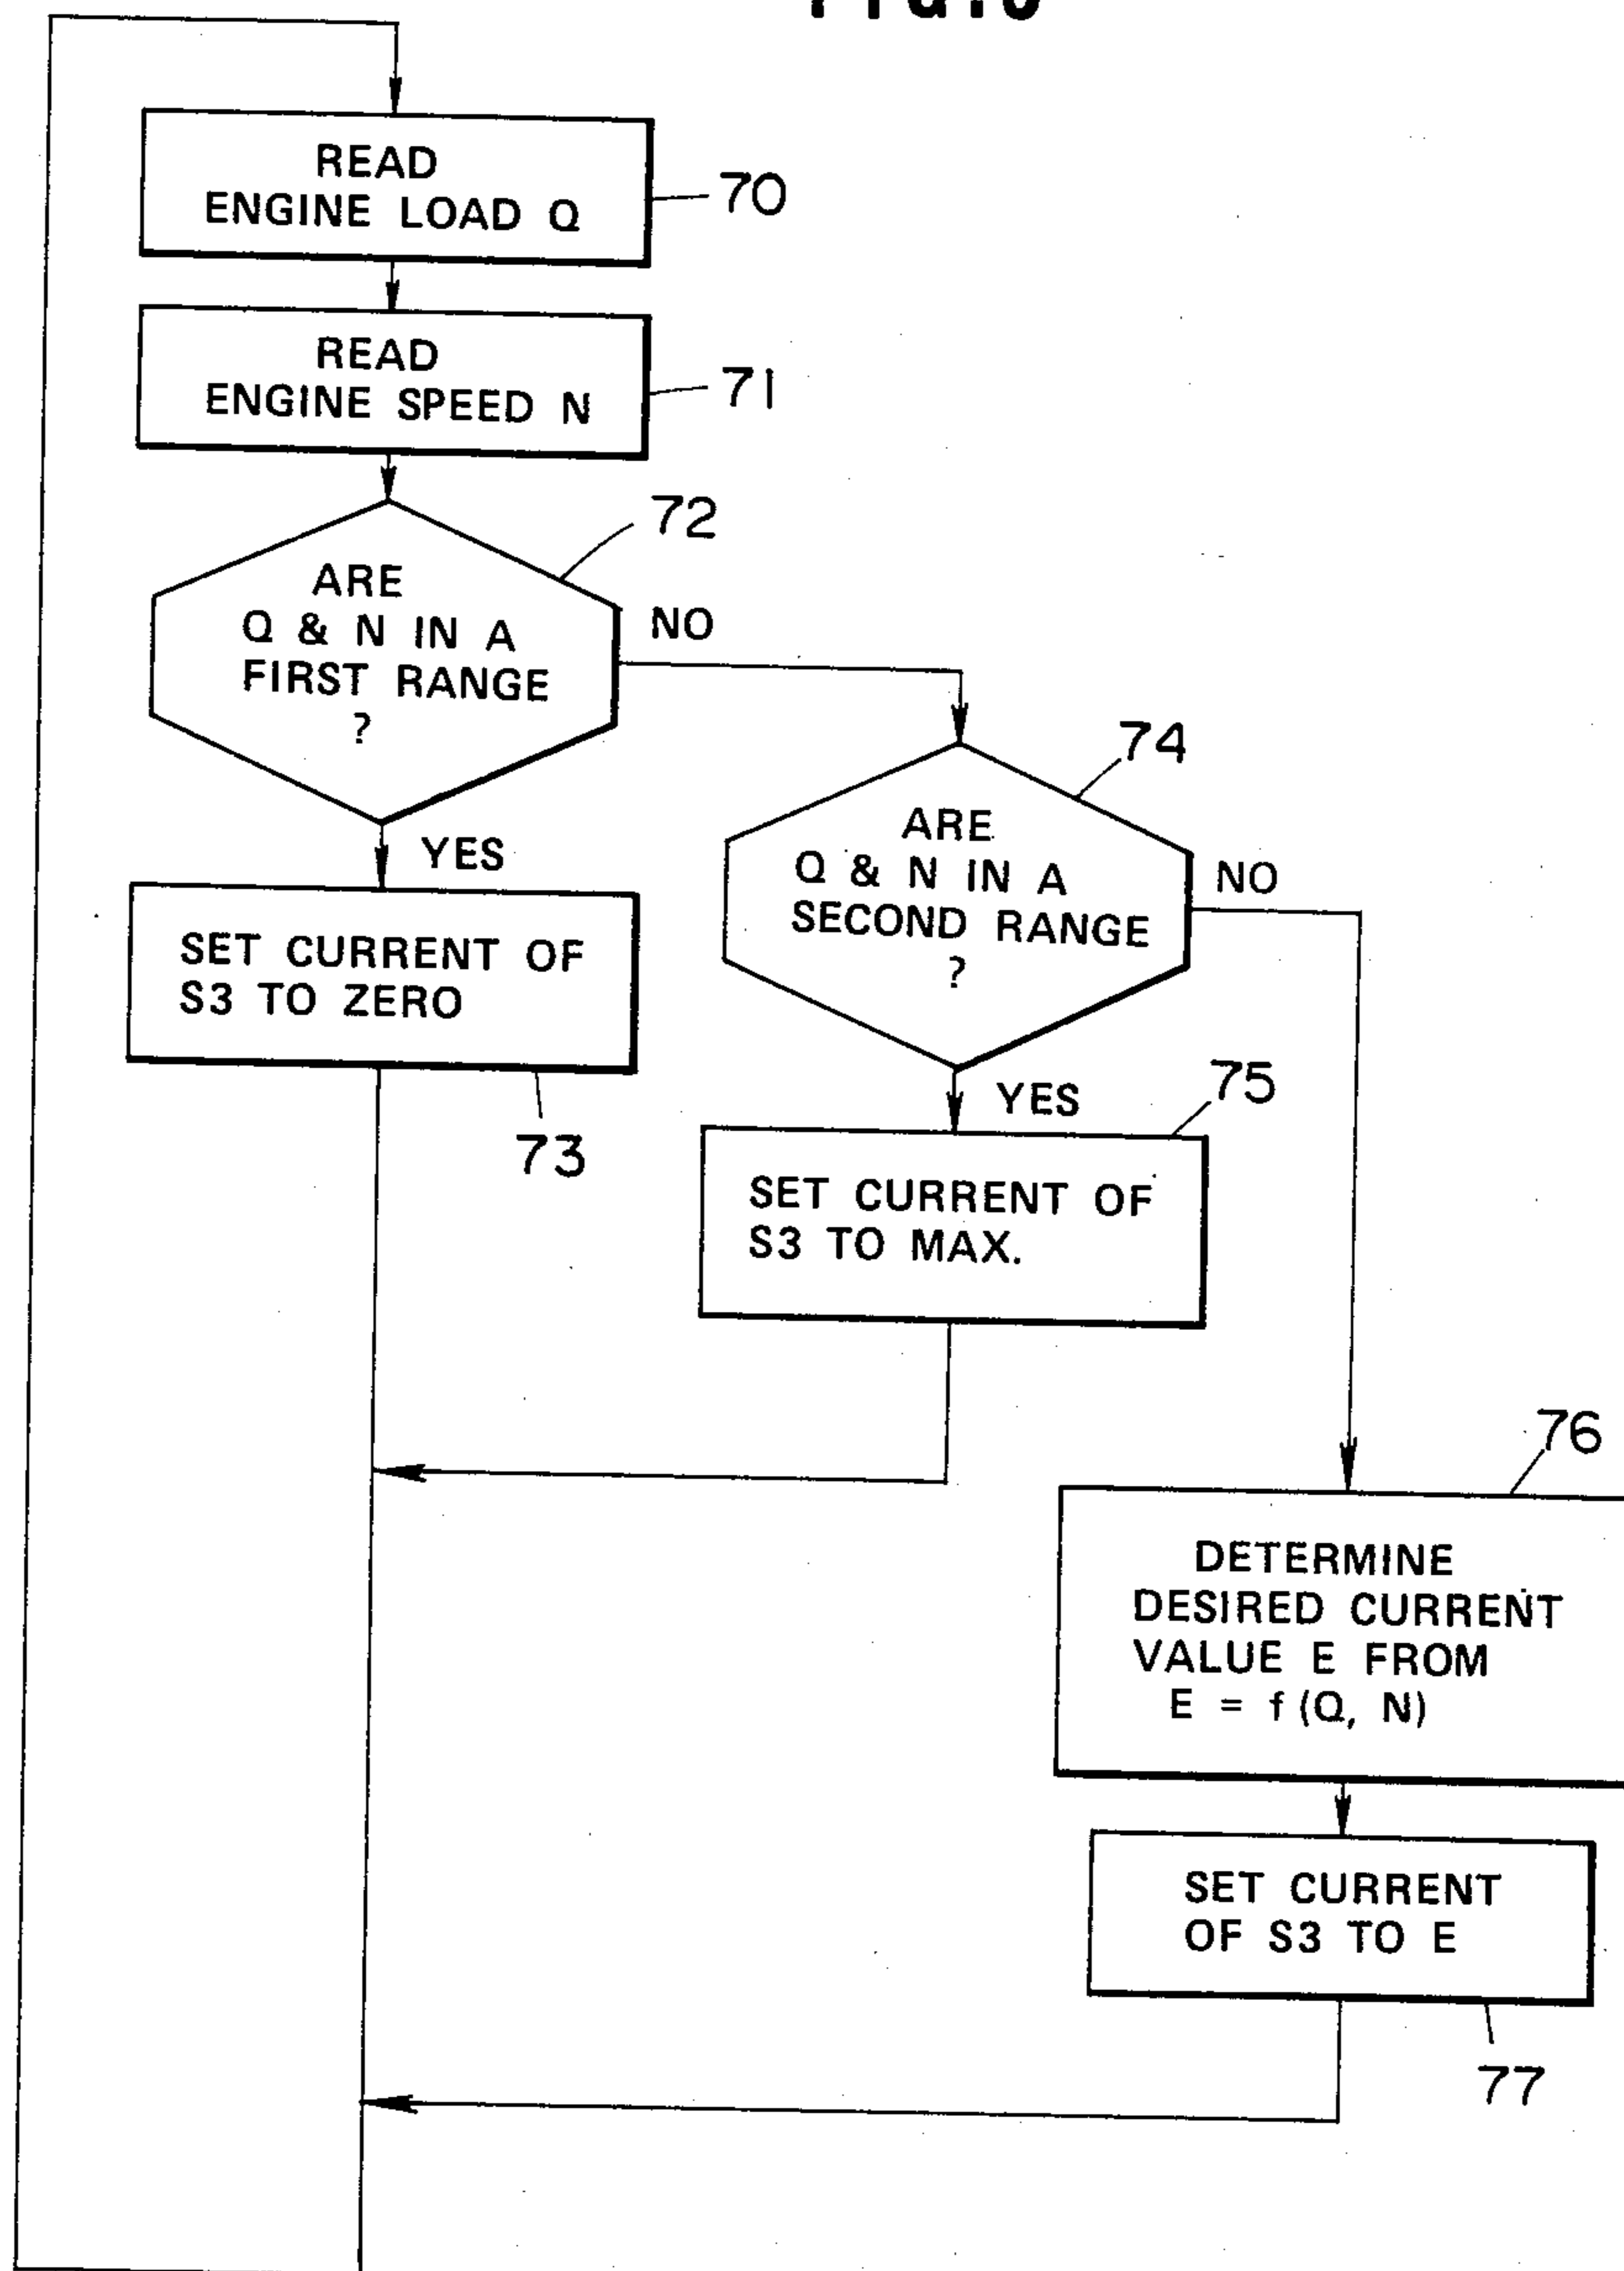 READ
ENGINE LOAD Q
70
READ
ENGINE SPEED N
71
72
ARE
Q & N IN A
FIRST RANGE
?
NO
YES
74
ARE
Q & N IN A
SECOND RANGE
?
NO
YES
SET CURRENT OF
S3 TO ZERO
73
75
SET CURRENT OF
S3 TO MAX.
76
DETERMINE
DESIRED CURRENT
VALUE E FROM
E = f (Q, N)
SET CURRENT
OF S3 TO E
77